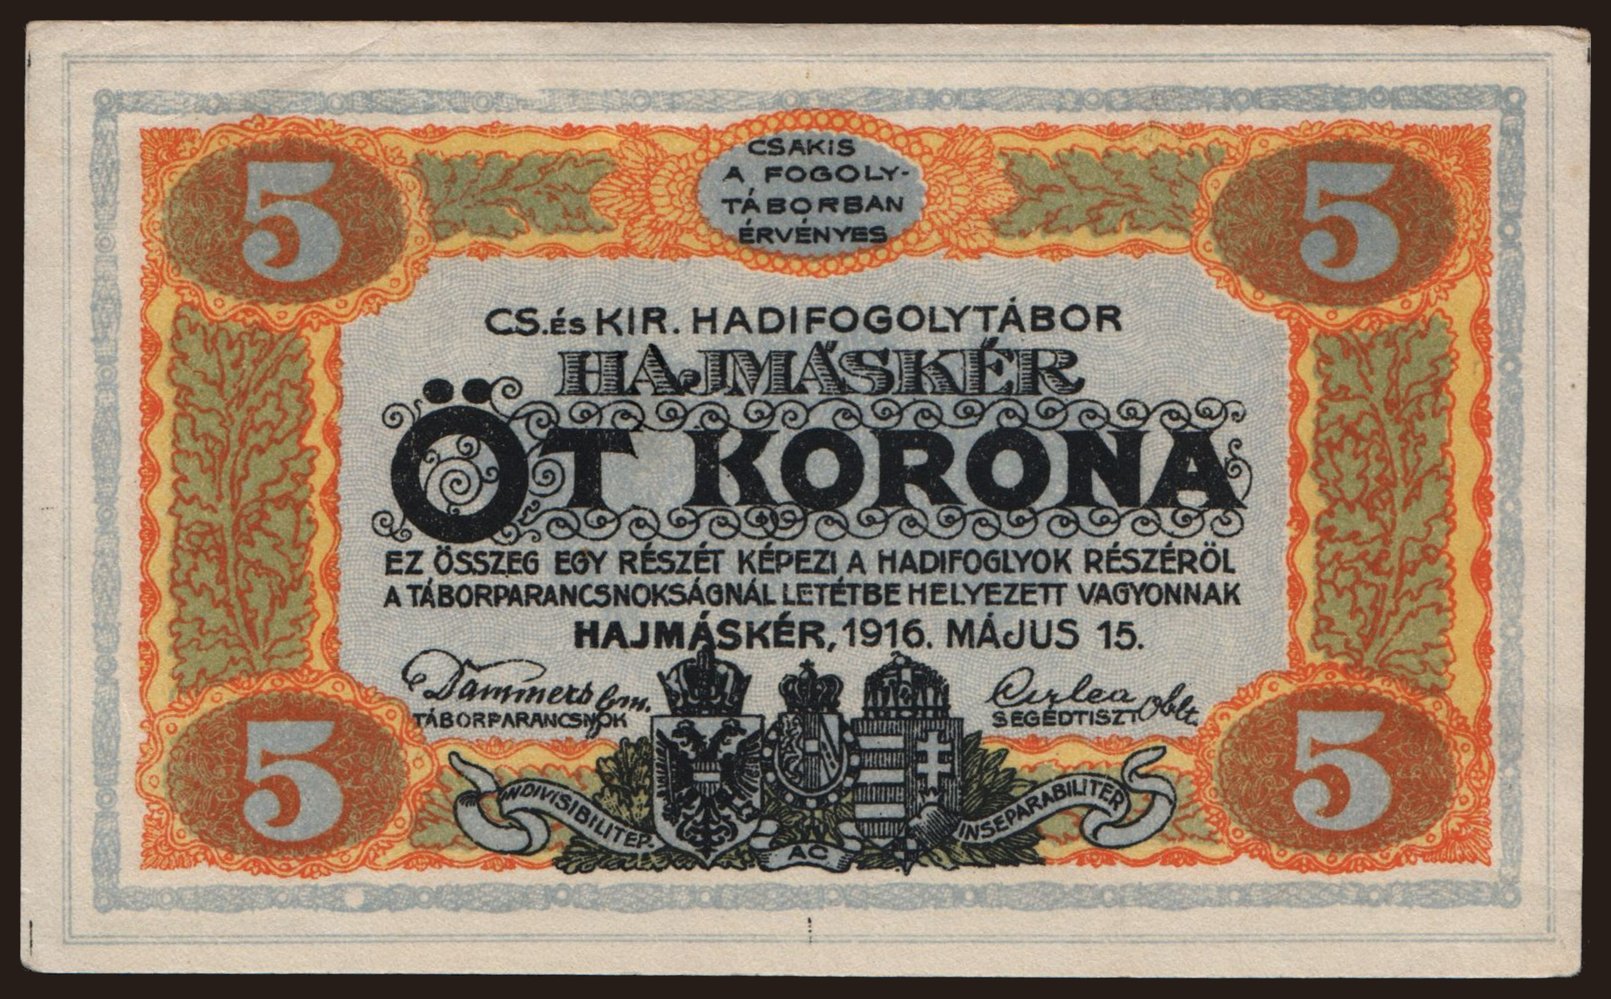 5
CSAKIS
A FOGOLY-
TÁBORBAN
ÉRVÉNYES
5
CS. és KIR. HADIFOGOLYTÁBOR
HAJMÁSKÉR
ÖT KORONA
EZ ÖSSZEG EGY RÉSZÉT KÉPEZI A HADIFOGLYOK RÉSZÉRÖL
A TÁBORPARANCSNOKSÁGNÁL LETÉTBE HELYEZETT VAGYONNAK
HAJMÁSKÉR, 1916. MÁJUS 15.
TÁBORPARANCSNOK
SEGÉDTISZT
5
INDIVISIBILITER.
AC
INSEPARABILITER
5